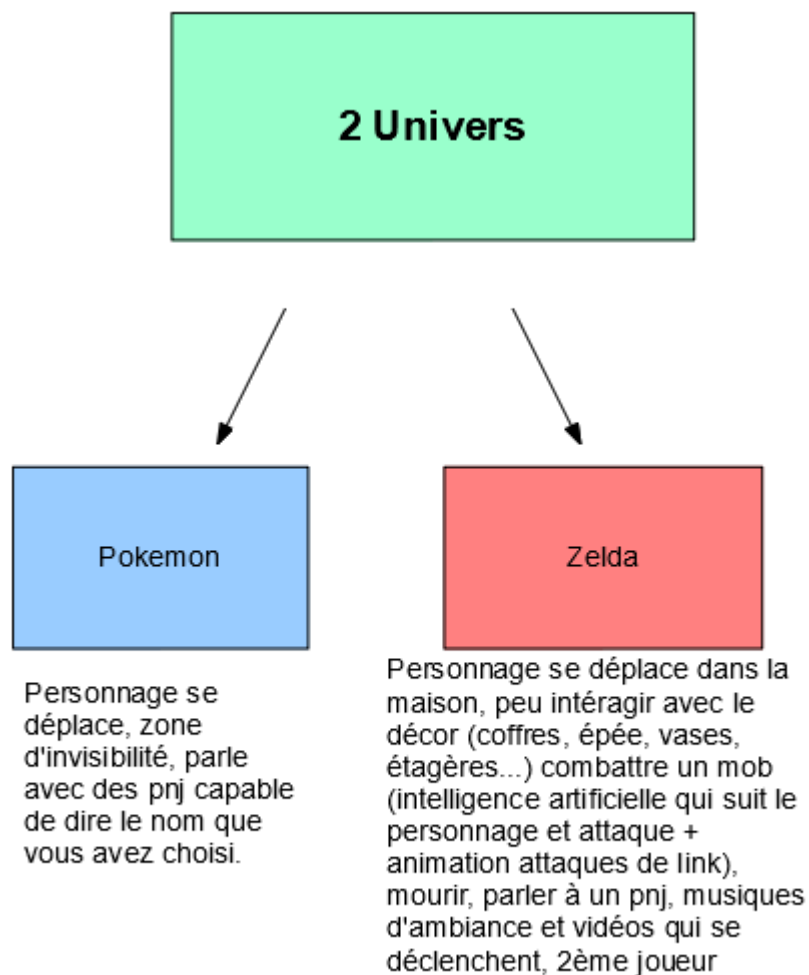 2 Univers
Pokemon
Zelda
Personnage se
déplace, zone
d'invisibilité, parle
avec des pnj capable
de dire le nom que
vous avez choisi.
Personnage se déplace dans la
maison, peu intéragir avec le
décor (coffres, épée, vases,
étagères...) combattre un mob
(intelligence artificielle qui suit le
personnage et attaque +
animation attaques de link),
mourir, parler à un pnj, musiques
d'ambiance et vidéos qui se
déclenchent, 2ème joueur